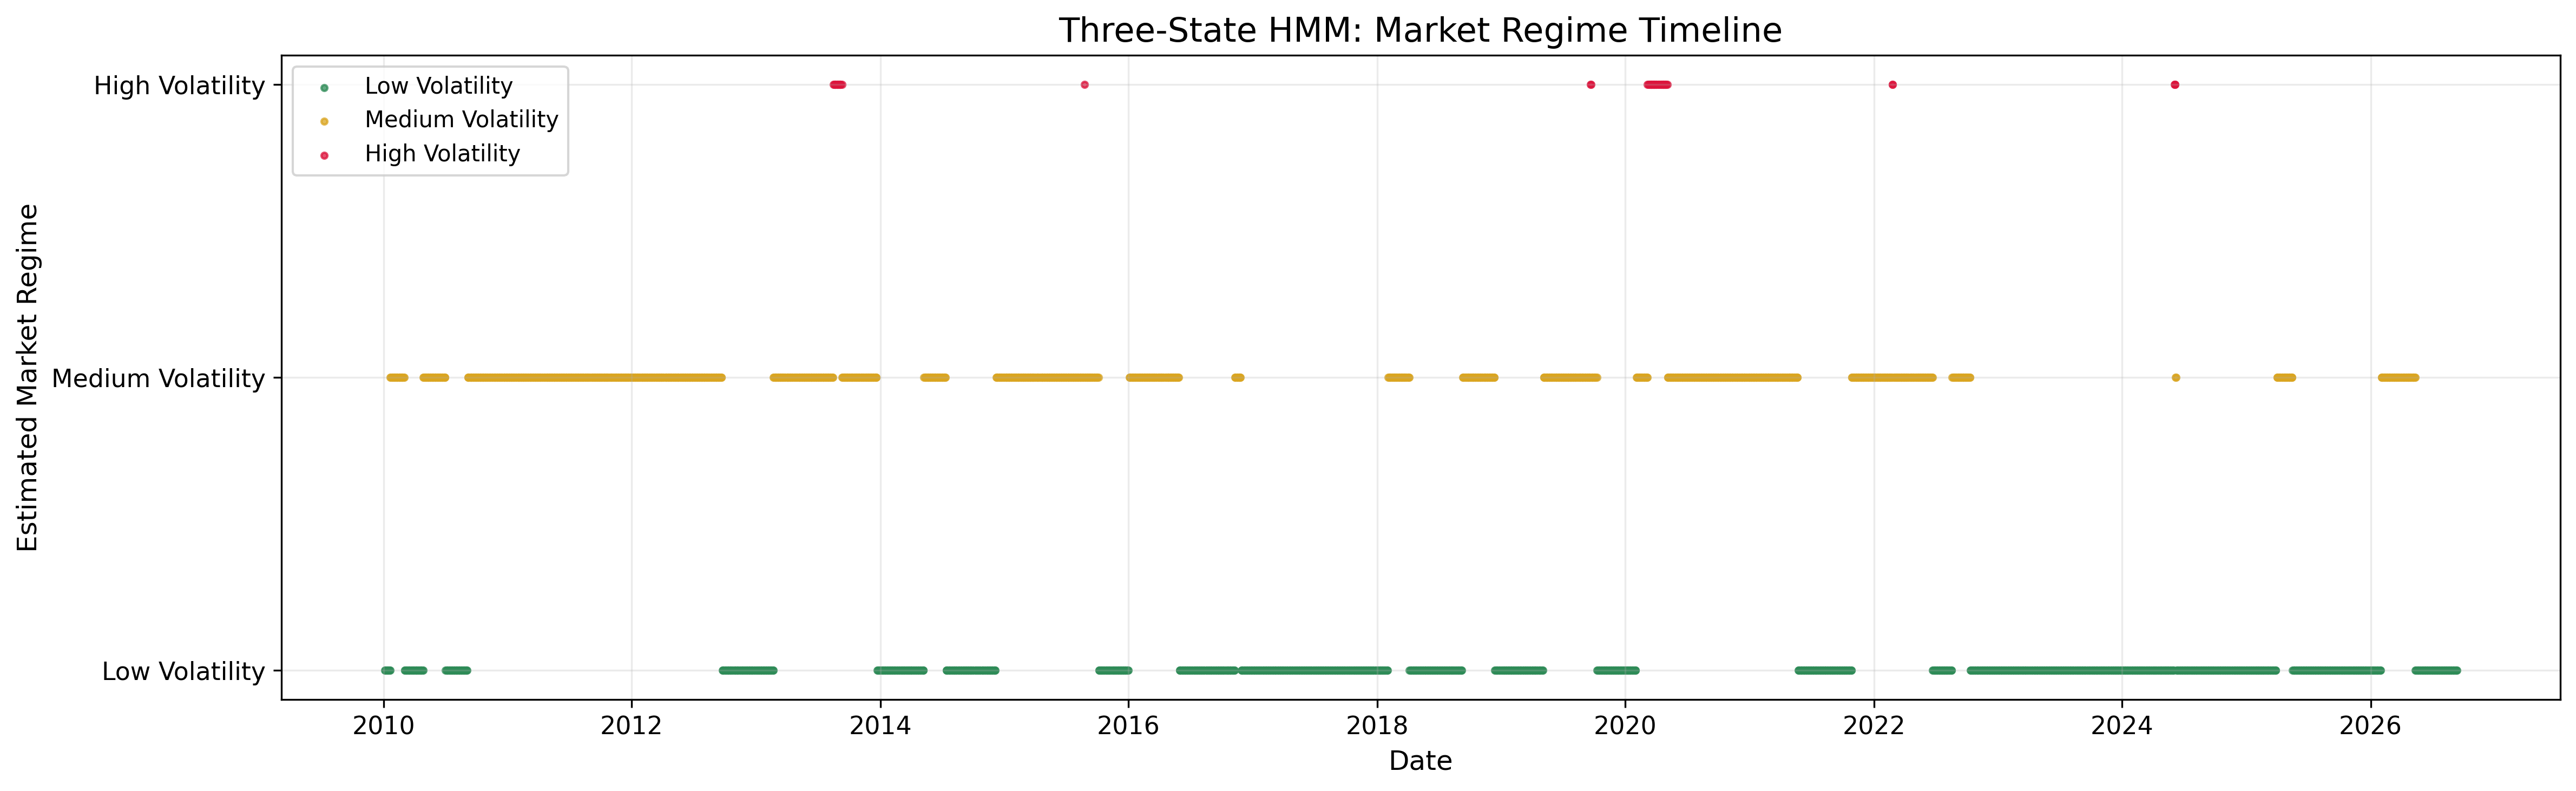 Three-State HMM: Market Regime Timeline
High Volatility
Medium Volatility
Low Volatility
Estimated Market Regime
Low Volatility
Medium Volatility
High Volatility
2010 2012 2014 2016 2018 2020 2022 2024 2026
Date